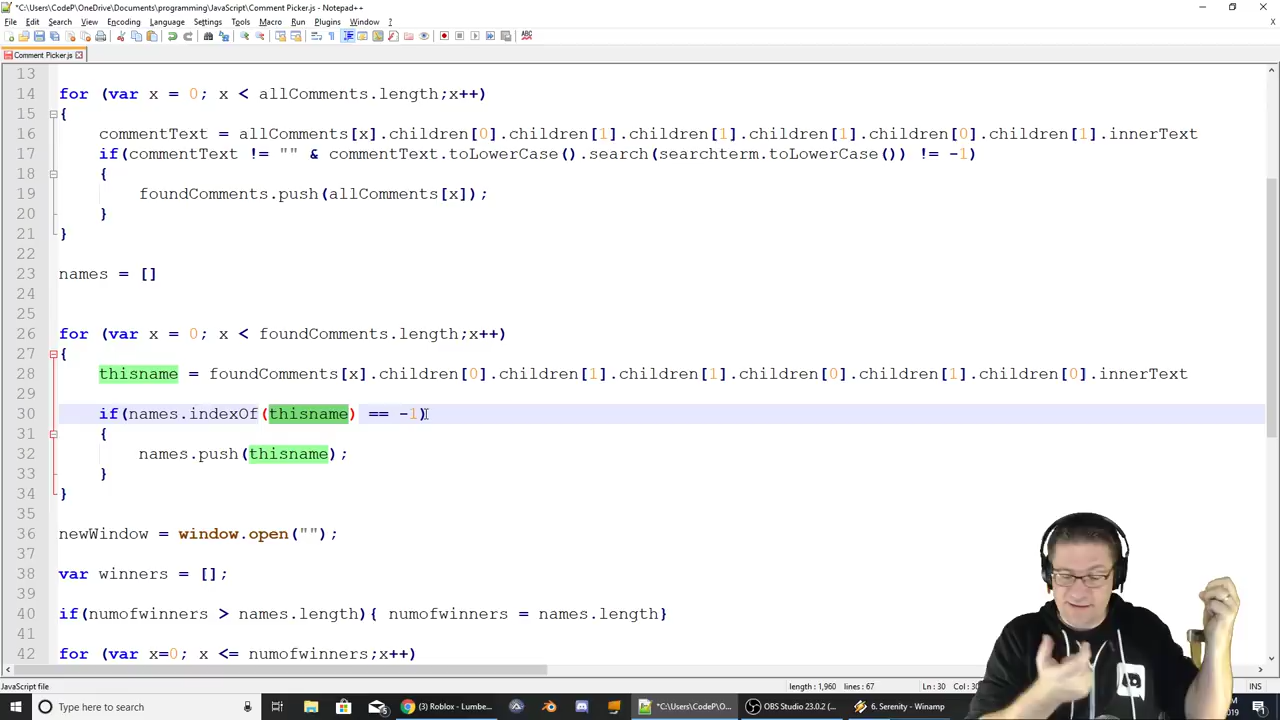 *C:\Users\CodeP\OneDrive\Documents\programming\JavaScript\Comment Picker.js - Notepad++
File Edit Search View Encoding Language Settings Tools Macro Run Plugins Window ?
Comment Picker.js
13
14 for (var x = 0; x < allComments.length;x++)
15 {
16 commentText = allComments[x].children[0].children[1].children[1].children[1].children[0].children[1].innerText
17 if(commentText != "" & commentText.toLowerCase().search(searchterm.toLowerCase()) != -1)
18 {
19 foundComments.push(allComments[x]);
20 }
21 }
22
23 names = []
24
25
26 for (var x = 0; x < foundComments.length;x++)
27 {
28 thisname = foundComments[x].children[0].children[1].children[1].children[0].children[1].children[0].innerText
29
30 if(names.indexOf(thisname) == -1)
31 {
32 names.push(thisname);
33 }
34 }
35
36 newWindow = window.open("");
37
38 var winners = [];
39
40 if(numofwinners > names.length){ numofwinners = names.length}
41
42 for (var x=0; x <= numofwinners;x++)
JavaScript file length : 1,960 lines : 67 Ln : 30 Col : 3 INS
Type here to search (3) Roblox - Lumbe... *C:\Users\CodeP\O... OBS Studio 23.0.2 (... 6. Serenity - Winamp